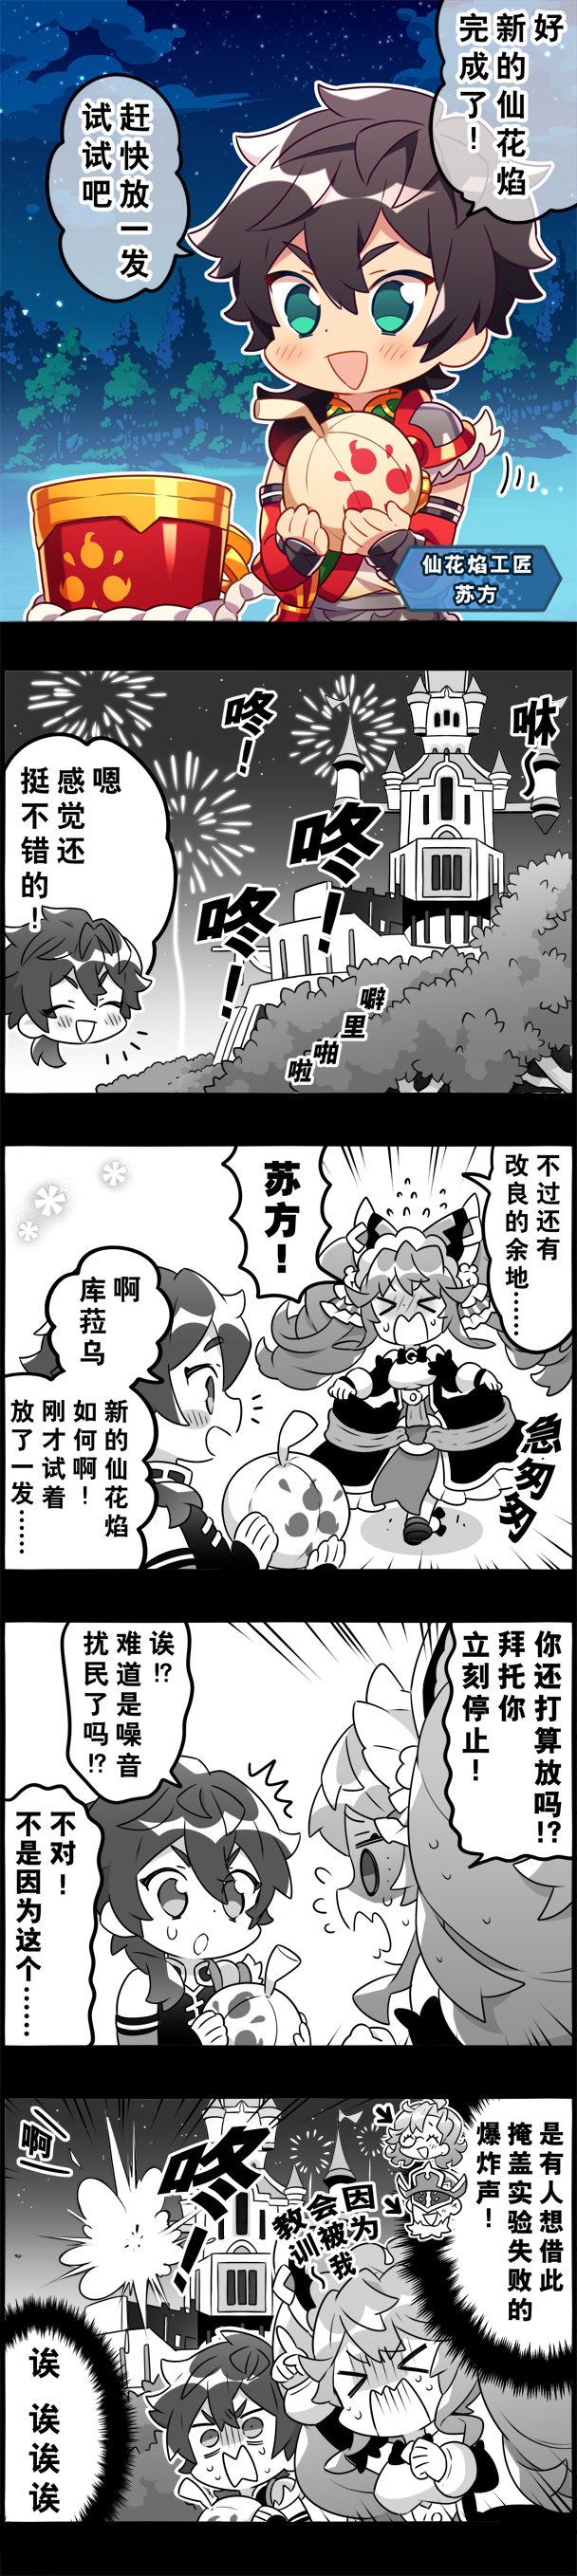 好
新的仙花焰
完成了！
赶快放一发
试试吧
仙花焰工匠
苏方
咻～
咚！
咚！
咚！
噼里啪啦
嗯
感觉还
挺不错的！
不过还有
改良的余地……
苏方！
急匆匆
啊
库菈乌
新的仙花焰
如何啊！
刚才试着
放了一发……
你还打算放吗!?
拜托你
立刻停止！
诶!?
难道是噪音
扰民了吗!?
不对！
不是因为这个……
是有人想借此
掩盖实验失败的
爆炸声！
因为我
会被
教训～
咚！
啊
诶
诶诶诶